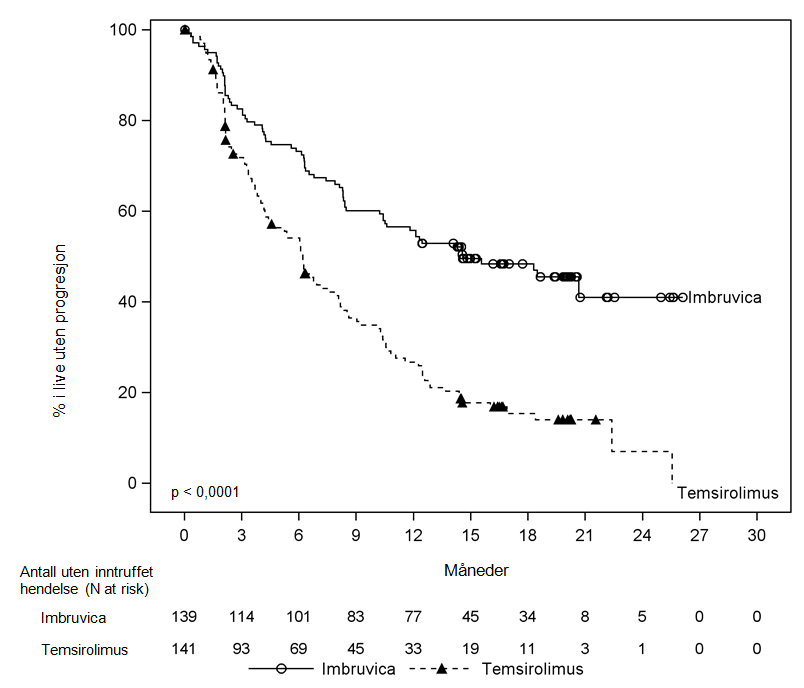 100
80
60
40
20
0
% i live uten progresjon
Imbruvica
Temsirolimus
p < 0,0001
0 3 6 9 12 15 18 21 24 27 30
Måneder
Antall uten inntruffet
hendelse (N at risk)
Imbruvica 139 114 101 83 77 45 34 8 5 0 0
Temsirolimus 141 93 69 45 33 19 11 3 1 0 0
Imbruvica Temsirolimus